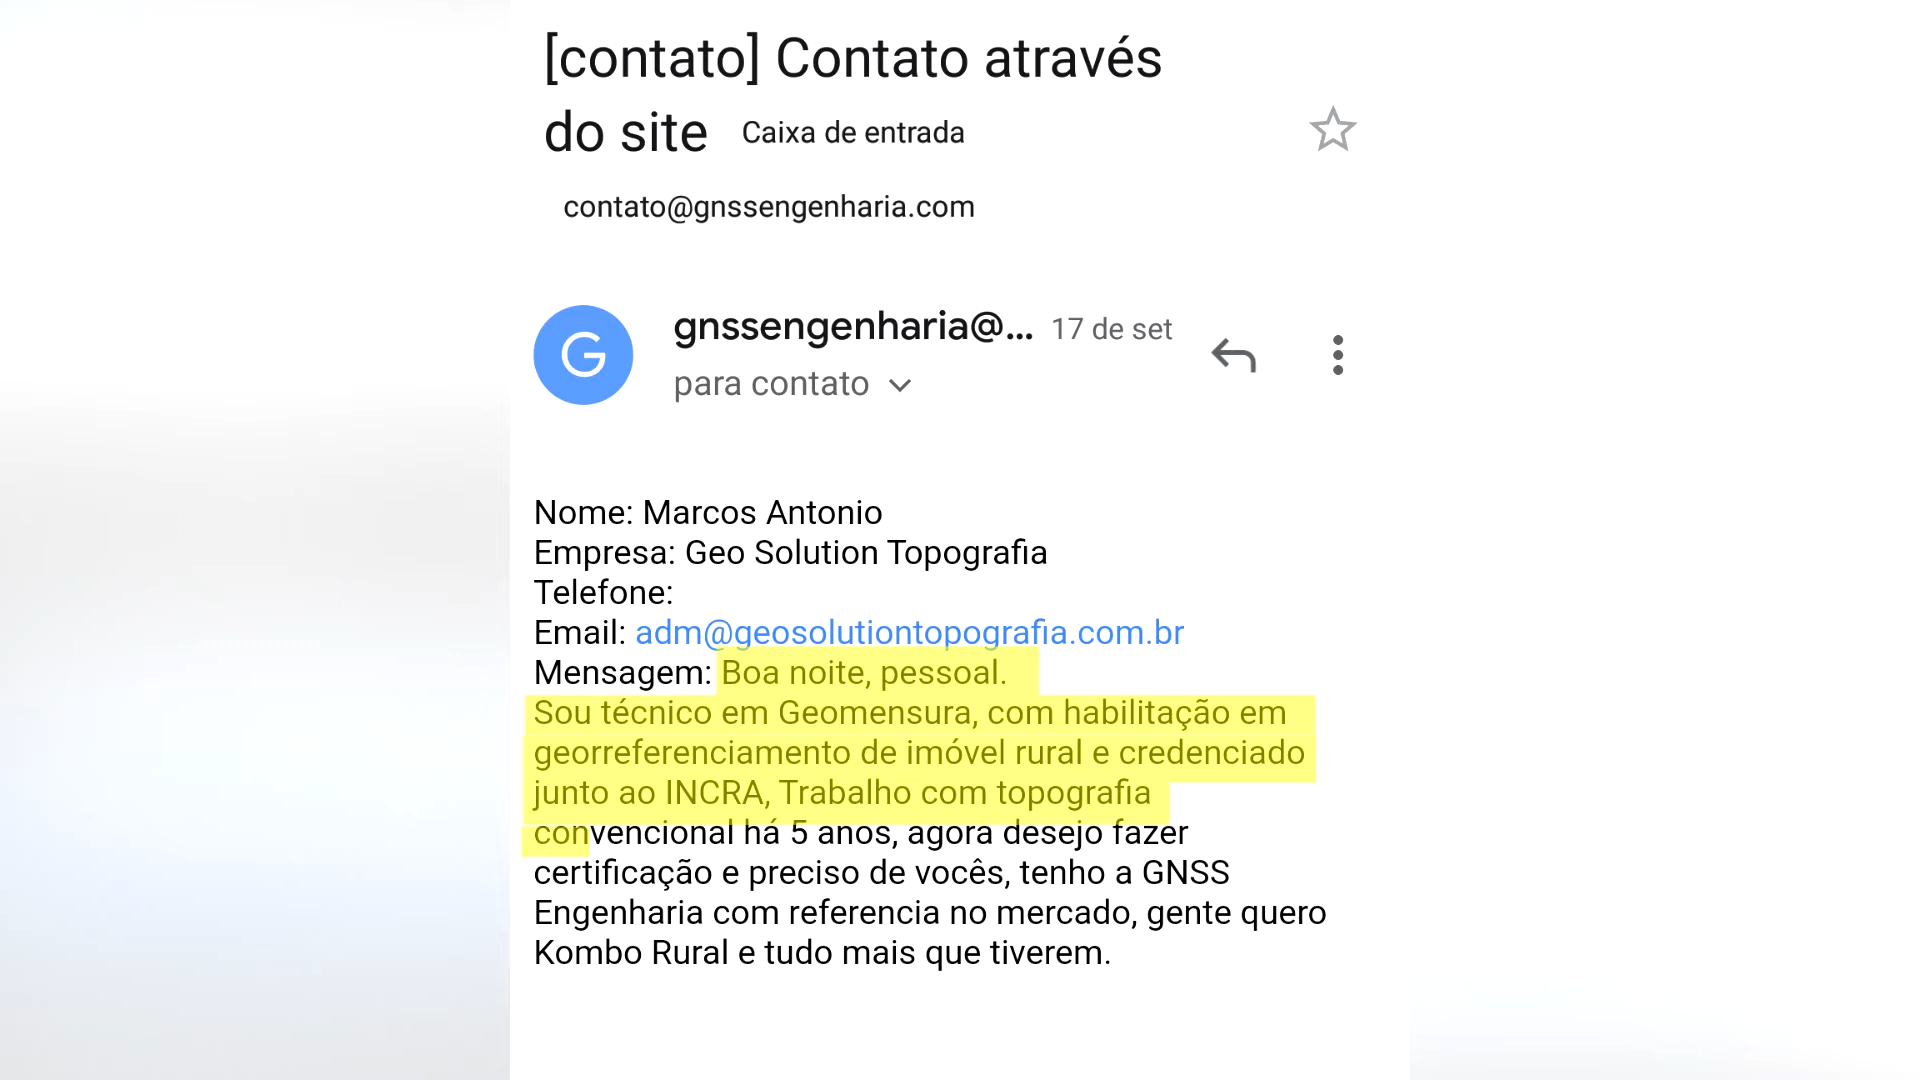 [contato] Contato através
do site Caixa de entrada
contato@gnssengenharia.com
G
gnssengenharia@... 17 de set
para contato
Nome: Marcos Antonio
Empresa: Geo Solution Topografia
Telefone:
Email: adm@geosolutiontopografia.com.br
Mensagem: Boa noite, pessoal.
Sou técnico em Geomensura, com habilitação em
georreferenciamento de imóvel rural e credenciado
junto ao INCRA, Trabalho com topografia
convencional há 5 anos, agora desejo fazer
certificação e preciso de vocês, tenho a GNSS
Engenharia com referencia no mercado, gente quero
Kombo Rural e tudo mais que tiverem.